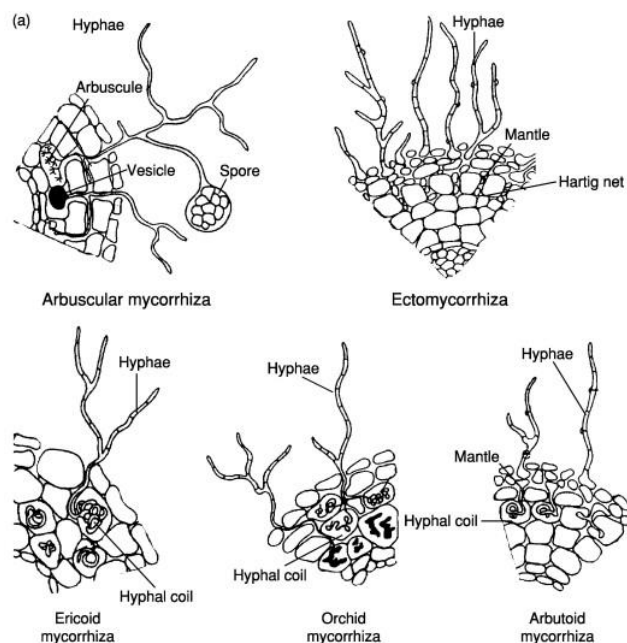 (a)
Hyphae
Arbuscule
Vesicle
Spore
Arbuscular mycorrhiza
Hyphae
Mantle
Hartig net
Ectomycorrhiza
Hyphae
Hyphal coil
Ericoid
mycorrhiza
Hyphae
Hyphal coil
Orchid
mycorrhiza
Hyphae
Mantle
Hyphal coil
Arbutoid
mycorrhiza